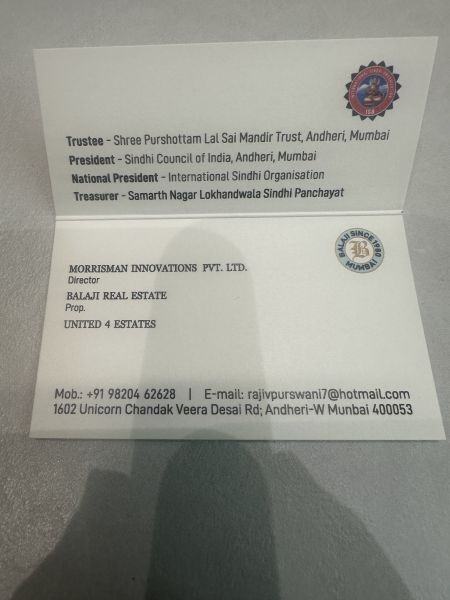 Trustee - Shree Purshottam Lal Sai Mandir Trust, Andheri, Mumbai
President - Sindhi Council of India, Andheri, Mumbai
National President - International Sindhi Organisation
Treasurer - Samarth Nagar Lokhandwala Sindhi Panchayat
BALAJI SINCE 1980
B
MUMBAI
MORRISMAN INNOVATIONS PVT. LTD.
Director
BALAJI REAL ESTATE
Prop.
UNITED 4 ESTATES
Mob.: +91 98204 62628 | E-mail: rajivpurswani7@hotmail.com
1602 Unicorn Chandak Veera Desai Rd; Andheri-W Munbai 400053